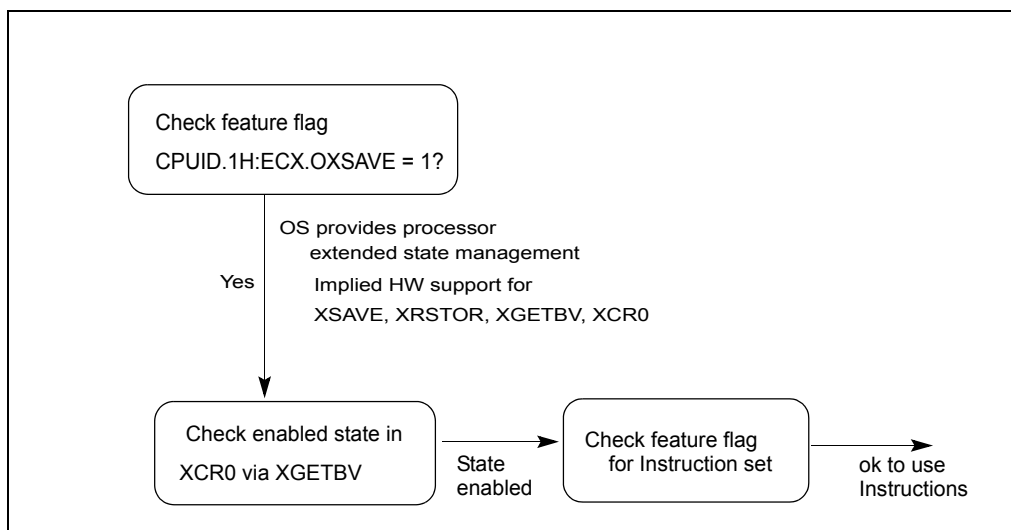 Check feature flag
CPUID.1H:ECX.OXSAVE = 1?
OS provides processor
extended state management
Yes
Implied HW support for
XSAVE, XRSTOR, XGETBV, XCR0
Check enabled state in
XCR0 via XGETBV
State
enabled
Check feature flag
for Instruction set
ok to use
Instructions